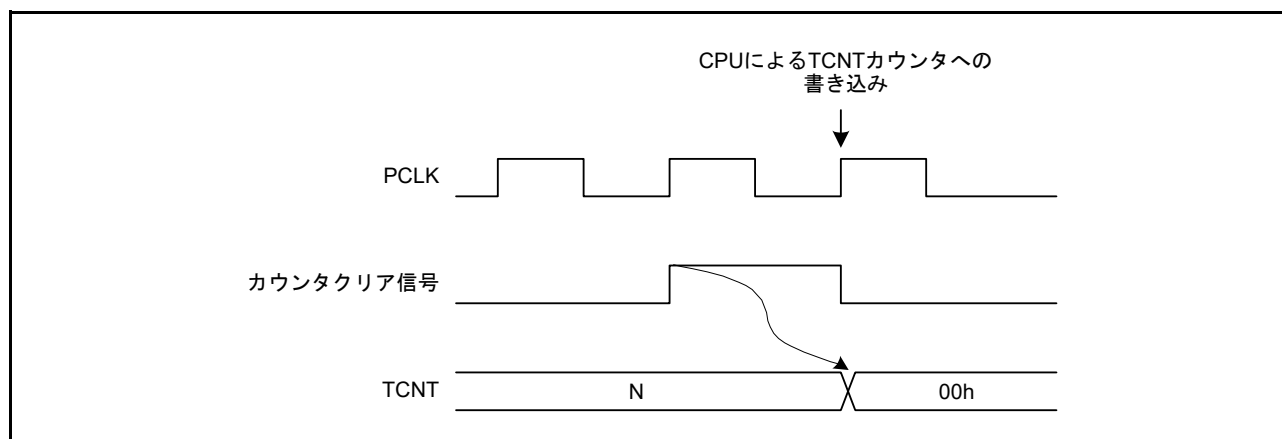 CPUによるTCNTカウンタへの
書き込み
PCLK
カウンタクリア信号
TCNT
N
00h